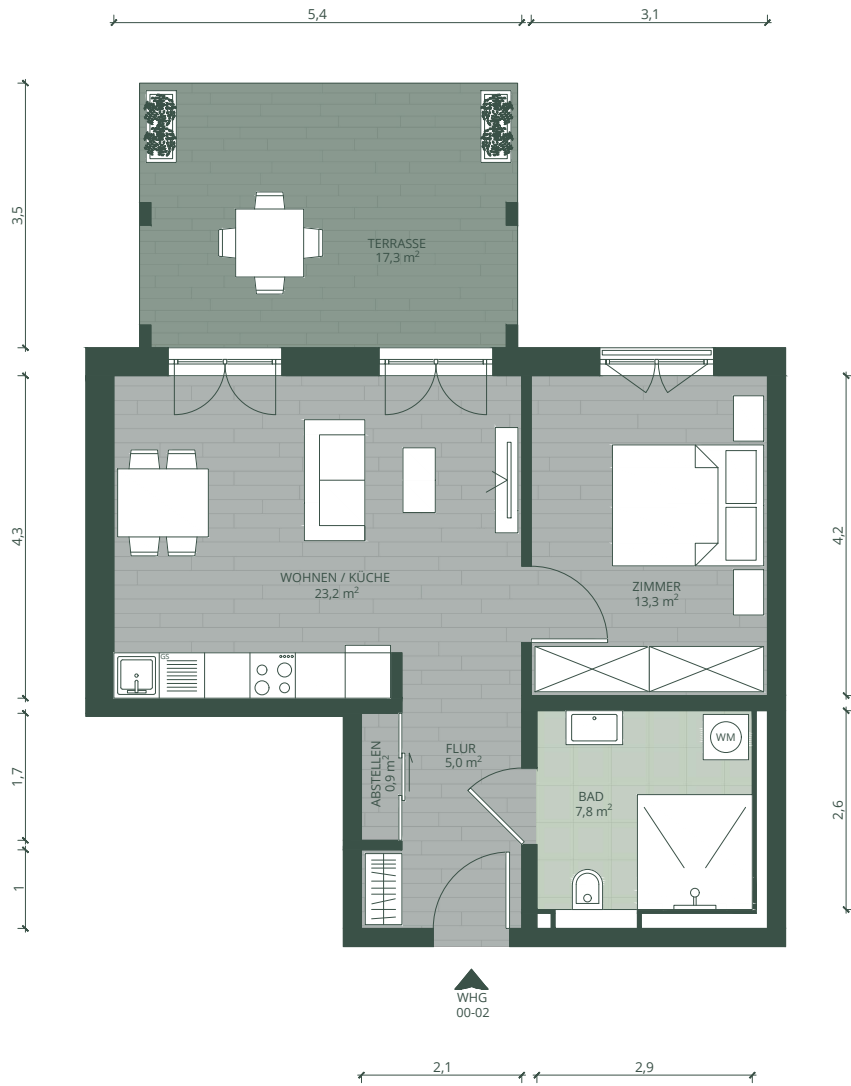 5,4
3,1
3,5
TERRASSE
17,3 m²
4,3
4,2
WOHNEN / KÜCHE
23,2 m²
ZIMMER
13,3 m²
GS
1,7
ABSTELLEN
0,9 m²
FLUR
5,0 m²
WM
BAD
7,8 m²
2,6
1
WHG
00-02
2,1
2,9